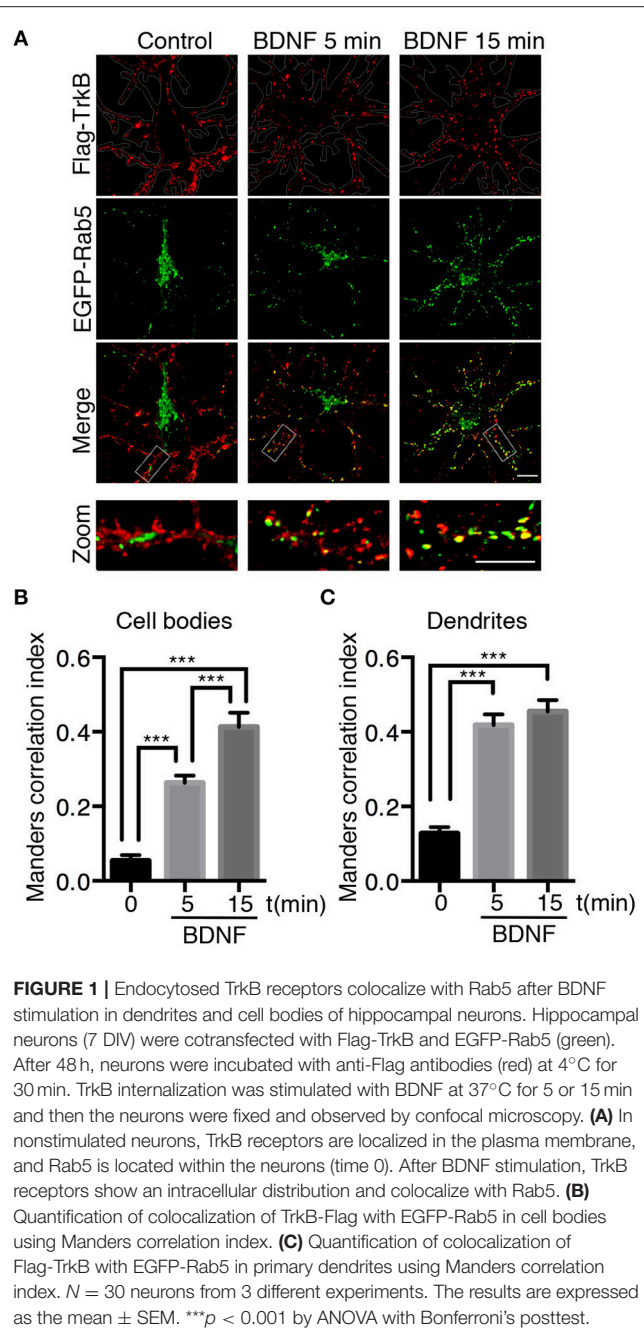 A
Control BDNF 5 min BDNF 15 min
Flag-TrkB
EGFP-Rab5
Merge
Zoom
B
Cell bodies
Manders correlation index
0.6
0.4
0.2
0.0
***
***
***
0 5 15 t(min)
BDNF
C
Dendrites
Manders correlation index
0.6
0.4
0.2
0.0
***
***
0 5 15 t(min)
BDNF
FIGURE 1 | Endocytosed TrkB receptors colocalize with Rab5 after BDNF
stimulation in dendrites and cell bodies of hippocampal neurons. Hippocampal
neurons (7 DIV) were cotransfected with Flag-TrkB and EGFP-Rab5 (green).
After 48 h, neurons were incubated with anti-Flag antibodies (red) at 4°C for
30 min. TrkB internalization was stimulated with BDNF at 37°C for 5 or 15 min
and then the neurons were fixed and observed by confocal microscopy. (A) In
nonstimulated neurons, TrkB receptors are localized in the plasma membrane,
and Rab5 is located within the neurons (time 0). After BDNF stimulation, TrkB
receptors show an intracellular distribution and colocalize with Rab5. (B)
Quantification of colocalization of TrkB-Flag with EGFP-Rab5 in cell bodies
using Manders correlation index. (C) Quantification of colocalization of
Flag-TrkB with EGFP-Rab5 in primary dendrites using Manders correlation
index. N = 30 neurons from 3 different experiments. The results are expressed
as the mean ± SEM. ***p < 0.001 by ANOVA with Bonferroni's posttest.